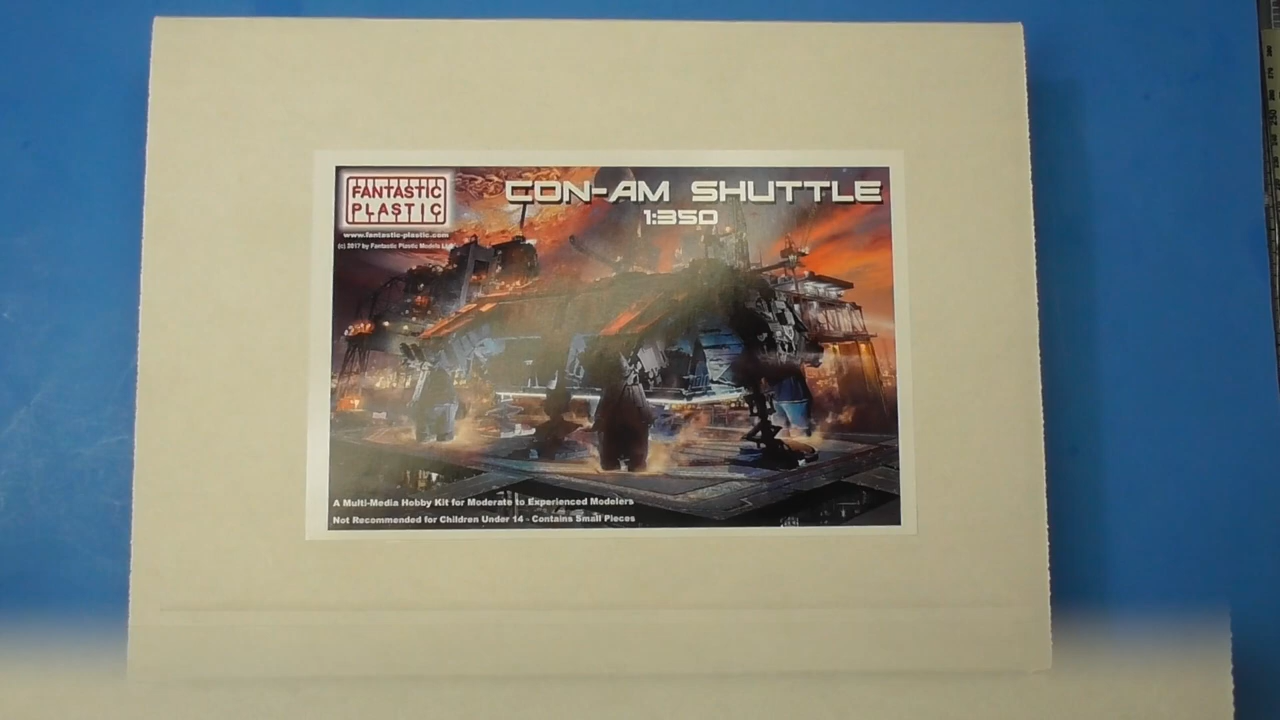 FANTASTIC
PLASTIC
www.fantastic-plastic.com
(c) 2017 by Fantastic Plastic Models
CON-AM SHUTTLE
1:350
A Multi-Media Hobby Kit for Moderate to Experienced Modelers
Not Recommended for Children Under 14 - Contains Small Pieces